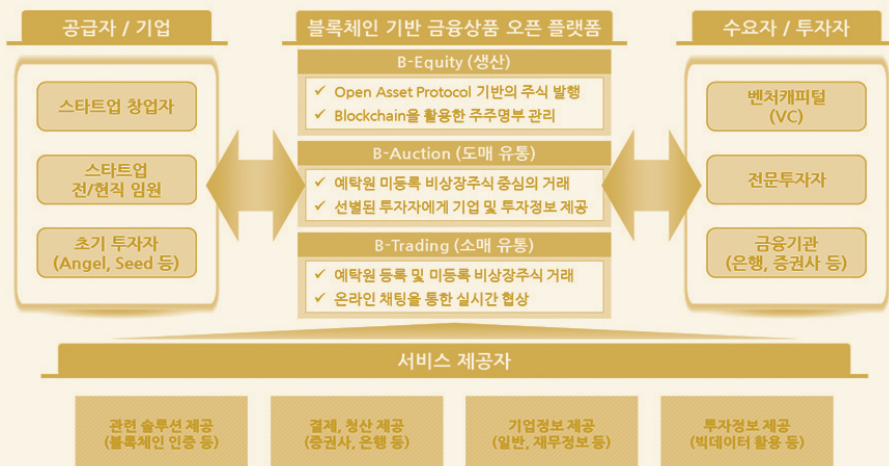 공급자 / 기업
스타트업 창업자
스타트업
전/현직 임원
초기 투자자
(Angel, Seed 등)
블록체인 기반 금융상품 오픈 플랫폼
B-Equity (생산)
✓ Open Asset Protocol 기반의 주식 발행
✓ Blockchain을 활용한 주주명부 관리
B-Auction (도매 유통)
✓ 예탁원 미등록 비상장주식 중심의 거래
✓ 선별된 투자자에게 기업 및 투자정보 제공
B-Trading (소매 유통)
✓ 예탁원 등록 및 미등록 비상장주식 거래
✓ 온라인 채팅을 통한 실시간 협상
수요자 / 투자자
벤처캐피털
(VC)
전문투자자
금융기관
(은행, 증권사 등)
서비스 제공자
관련 솔루션 제공
(블록체인 인증 등)
결제, 청산 제공
(증권사, 은행 등)
기업정보 제공
(일반, 재무정보 등)
투자정보 제공
(빅데이터 활용 등)